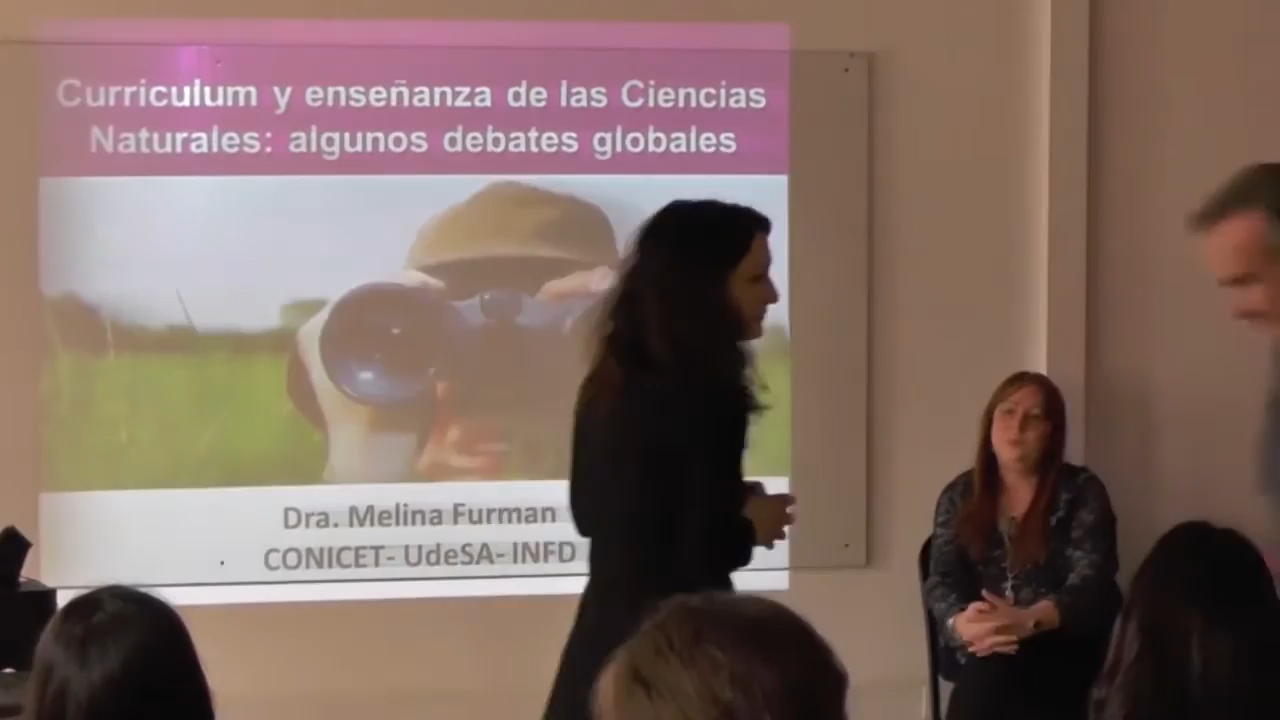 Curriculum y enseñanza de las Ciencias
Naturales: algunos debates globales
Dra. Melina Furman
CONICET- UdeSA- INFD